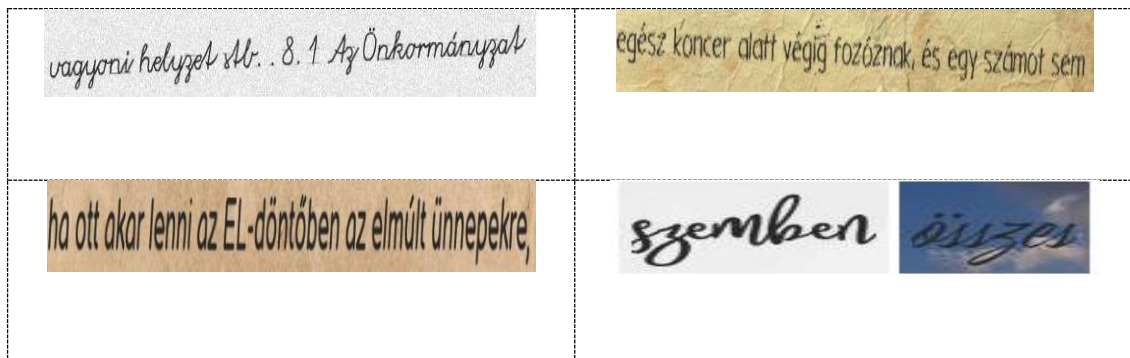 vagyoni helyzet stb. . 8. 1 Az Önkormányzat
egész koncer alatt végig fozóznak, és egy számot sem
ha ott akar lenni az EL-döntőben az elmúlt ünnepekre,
szemben összes